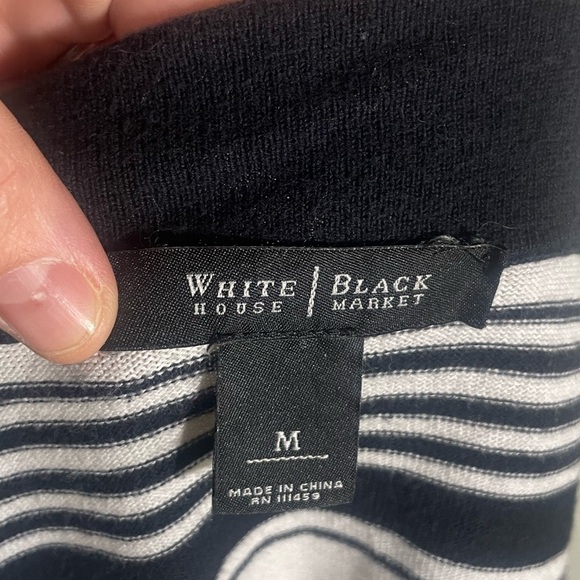 WHITE | BLACK
HOUSE | MARKET
M
MADE IN CHINA
RN 111459